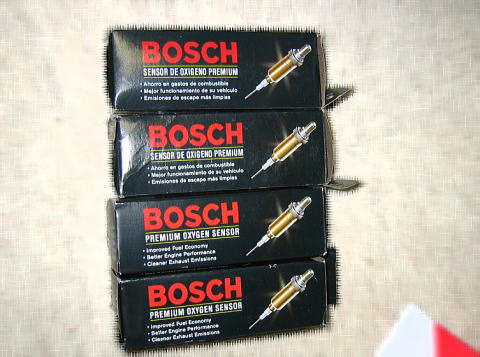 BOSCH
SENSOR DE OXIGENO PREMIUM
• Ahorro en gastos de combustible
• Mejor funcionamiento de su vehículo
• Emisiones de escape más limpias
BOSCH
SENSOR DE OXIGENO PREMIUM
• Ahorro en gastos de combustible
• Mejor funcionamiento de su vehículo
• Emisiones de escape más limpias
BOSCH
PREMIUM OXYGEN SENSOR
• Improved Fuel Economy
• Better Engine Performance
• Cleaner Exhaust Emissions
BOSCH
PREMIUM OXYGEN SENSOR
• Improved Fuel Economy
• Better Engine Performance
• Cleaner Exhaust Emissions